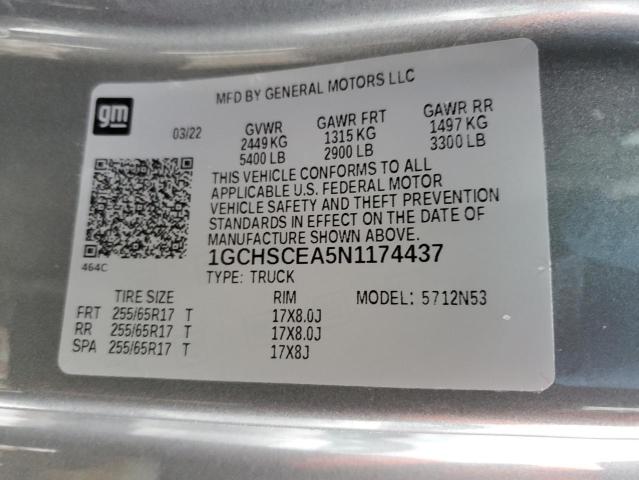 MFD BY GENERAL MOTORS LLC
gm
03/22 GVWR GAWR FRT GAWR RR
2449 KG 1315 KG 1497 KG
5400 LB 2900 LB 3300 LB
THIS VEHICLE CONFORMS TO ALL
APPLICABLE U.S. FEDERAL MOTOR
VEHICLE SAFETY AND THEFT PREVENTION
STANDARDS IN EFFECT ON THE DATE OF
MANUFACTURE SHOWN ABOVE.
464C
1GCHSCEA5N1174437
TYPE: TRUCK
TIRE SIZE RIM MODEL: 5712N53
FRT 255/65R17 T 17X8.0J
RR 255/65R17 T 17X8.0J
SPA 255/65R17 T 17X8J